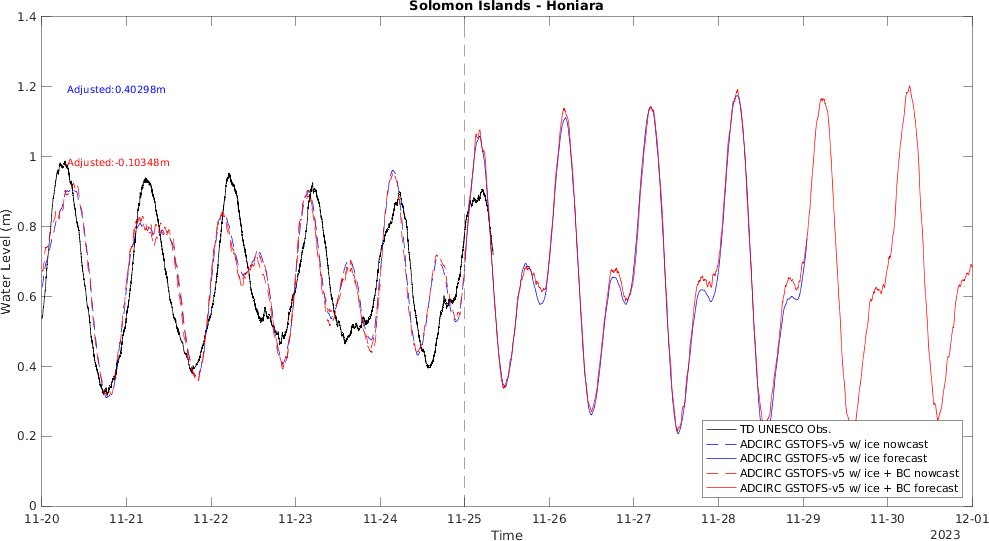 Solomon Islands - Honiara
1.4
1.2
1
0.8
0.6
0.4
0.2
0
Water Level (m)
Adjusted:0.40298m
Adjusted:-0.10348m
TD UNESCO Obs.
ADCIRC GSTOFS-v5 w/ ice nowcast
ADCIRC GSTOFS-v5 w/ ice forecast
ADCIRC GSTOFS-v5 w/ ice + BC nowcast
ADCIRC GSTOFS-v5 w/ ice + BC forecast
11-20 11-21 11-22 11-23 11-24 11-25 11-26 11-27 11-28 11-29 11-30 12-01
Time
2023